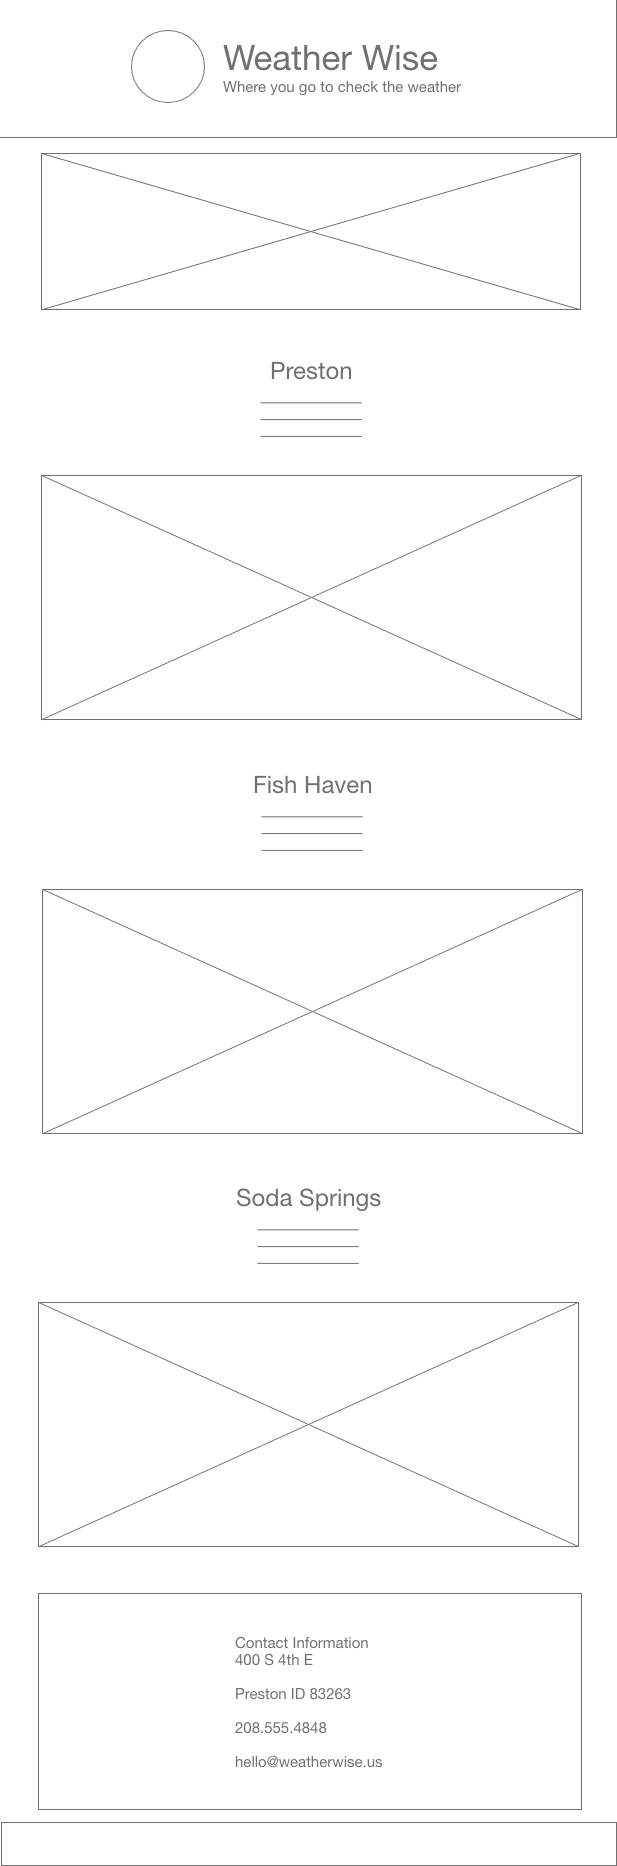 Weather Wise
Where you go to check the weather
Preston
Fish Haven
Soda Springs
Contact Information
400 S 4th E
Preston ID 83263
208.555.4848
hello@weatherwise.us